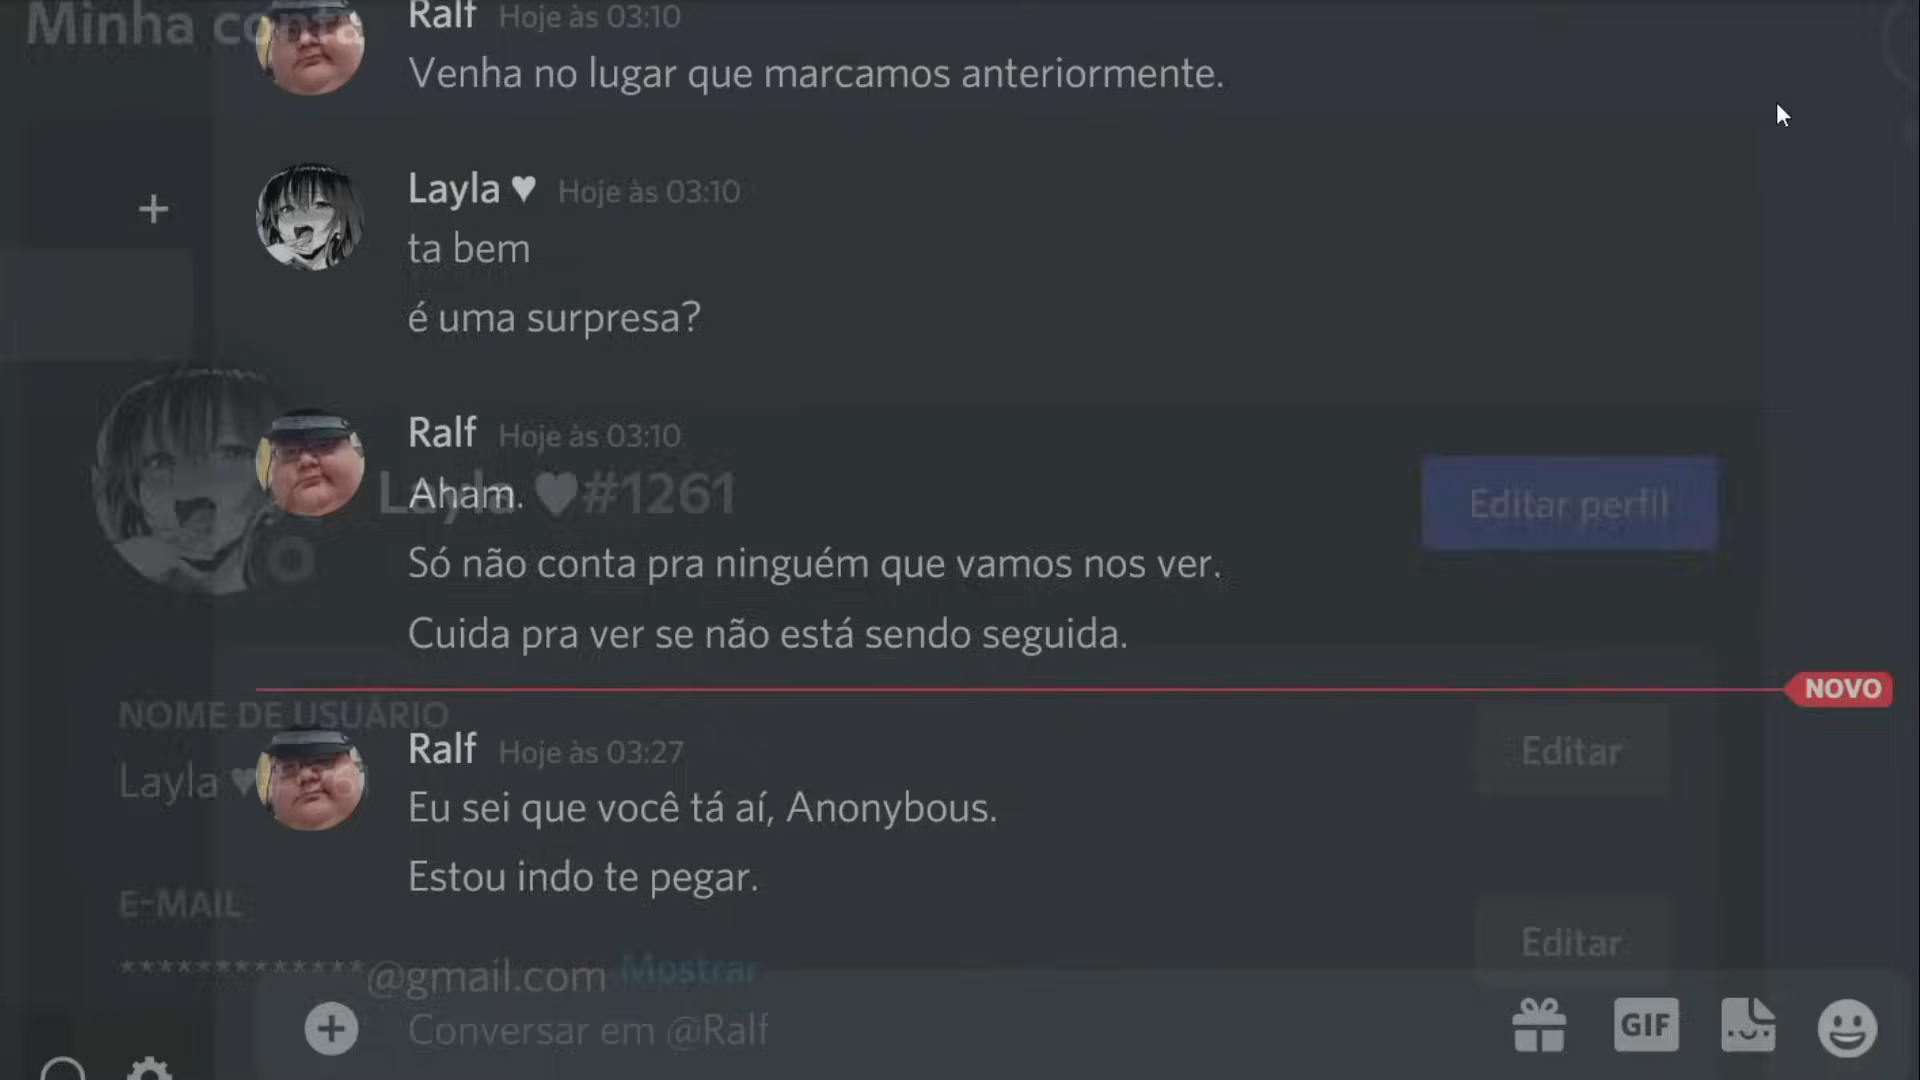 Minha conta
Ralf Hoje às 03:10
Venha no lugar que marcamos anteriormente.
Layla ♥ Hoje às 03:10
ta bem
é uma surpresa?
Ralf Hoje às 03:10
Aham.
Layla ♥#1261
Editar perfil
Só não conta pra ninguém que vamos nos ver.
Cuida pra ver se não está sendo seguida.
NOVO
NOME DE USUÁRIO
Ralf Hoje às 03:27
Editar
Layla ♥
Eu sei que você tá aí, Anonybous.
Estou indo te pegar.
E-MAIL
Editar
*************@gmail.com Mostrar
Conversar em @Ralf
GIF